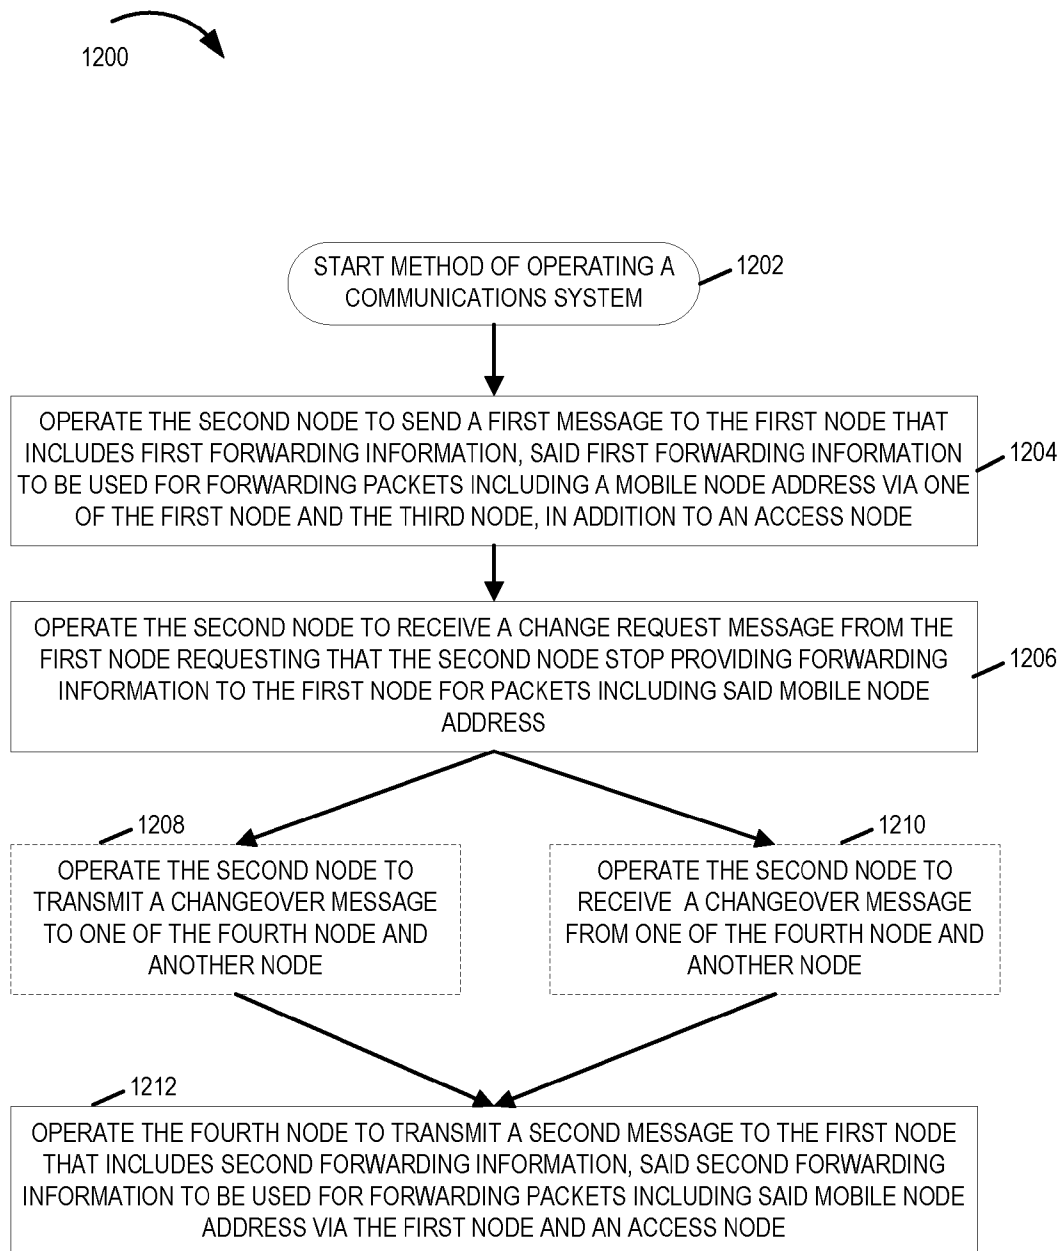 1200
START METHOD OF OPERATING A
COMMUNICATIONS SYSTEM
1202
OPERATE THE SECOND NODE TO SEND A FIRST MESSAGE TO THE FIRST NODE THAT
INCLUDES FIRST FORWARDING INFORMATION, SAID FIRST FORWARDING INFORMATION
TO BE USED FOR FORWARDING PACKETS INCLUDING A MOBILE NODE ADDRESS VIA ONE
OF THE FIRST NODE AND THE THIRD NODE, IN ADDITION TO AN ACCESS NODE
1204
OPERATE THE SECOND NODE TO RECEIVE A CHANGE REQUEST MESSAGE FROM THE
FIRST NODE REQUESTING THAT THE SECOND NODE STOP PROVIDING FORWARDING
INFORMATION TO THE FIRST NODE FOR PACKETS INCLUDING SAID MOBILE NODE
ADDRESS
1206
1208
OPERATE THE SECOND NODE TO
TRANSMIT A CHANGEOVER MESSAGE
TO ONE OF THE FOURTH NODE AND
ANOTHER NODE
1210
OPERATE THE SECOND NODE TO
RECEIVE A CHANGEOVER MESSAGE
FROM ONE OF THE FOURTH NODE AND
ANOTHER NODE
1212
OPERATE THE FOURTH NODE TO TRANSMIT A SECOND MESSAGE TO THE FIRST NODE
THAT INCLUDES SECOND FORWARDING INFORMATION, SAID SECOND FORWARDING
INFORMATION TO BE USED FOR FORWARDING PACKETS INCLUDING SAID MOBILE NODE
ADDRESS VIA THE FIRST NODE AND AN ACCESS NODE